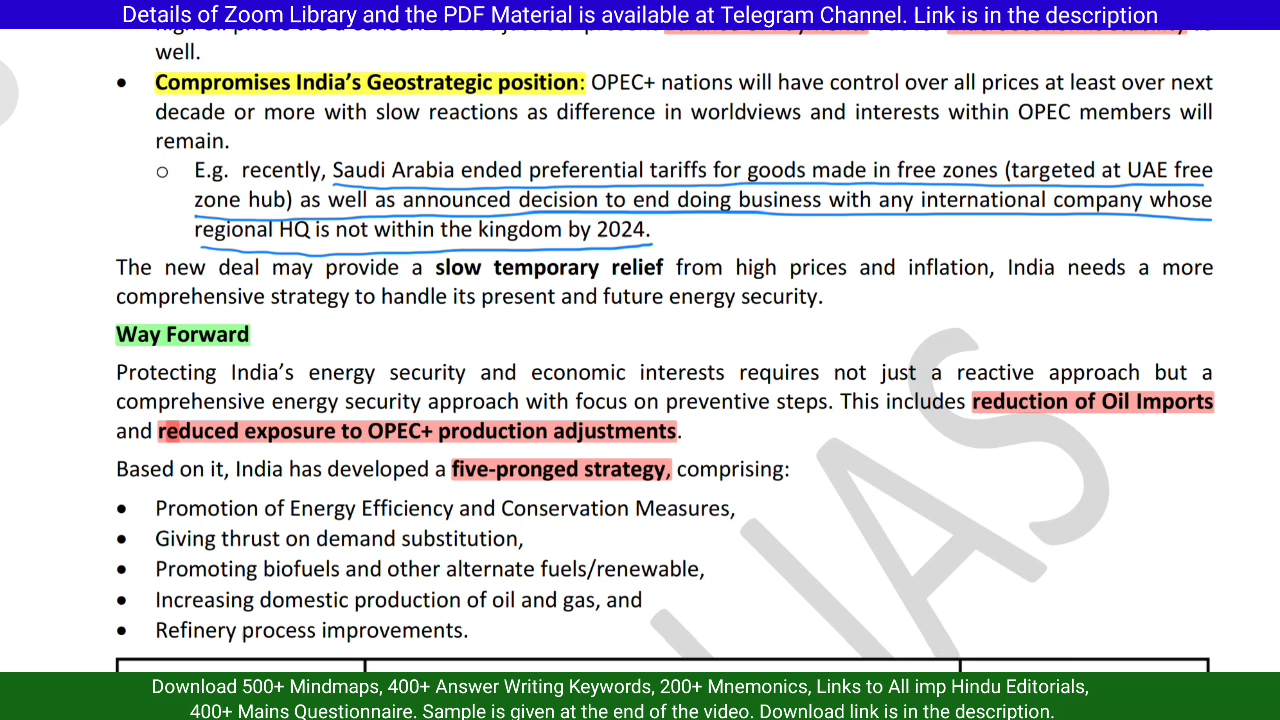 Details of Zoom Library and the PDF Material is available at Telegram Channel. Link is in the description
well.
• Compromises India's Geostrategic position: OPEC+ nations will have control over all prices at least over next
decade or more with slow reactions as difference in worldviews and interests within OPEC members will
remain.
o E.g. recently, Saudi Arabia ended preferential tariffs for goods made in free zones (targeted at UAE free
zone hub) as well as announced decision to end doing business with any international company whose
regional HQ is not within the kingdom by 2024.
The new deal may provide a slow temporary relief from high prices and inflation, India needs a more
comprehensive strategy to handle its present and future energy security.
Way Forward
Protecting India's energy security and economic interests requires not just a reactive approach but a
comprehensive energy security approach with focus on preventive steps. This includes reduction of Oil Imports
and reduced exposure to OPEC+ production adjustments.
Based on it, India has developed a five-pronged strategy, comprising:
• Promotion of Energy Efficiency and Conservation Measures,
• Giving thrust on demand substitution,
• Promoting biofuels and other alternate fuels/renewable,
• Increasing domestic production of oil and gas, and
• Refinery process improvements.
IAS
Download 500+ Mindmaps, 400+ Answer Writing Keywords, 200+ Mnemonics, Links to All imp Hindu Editorials,
400+ Mains Questionnaire. Sample is given at the end of the video. Download link is in the description.